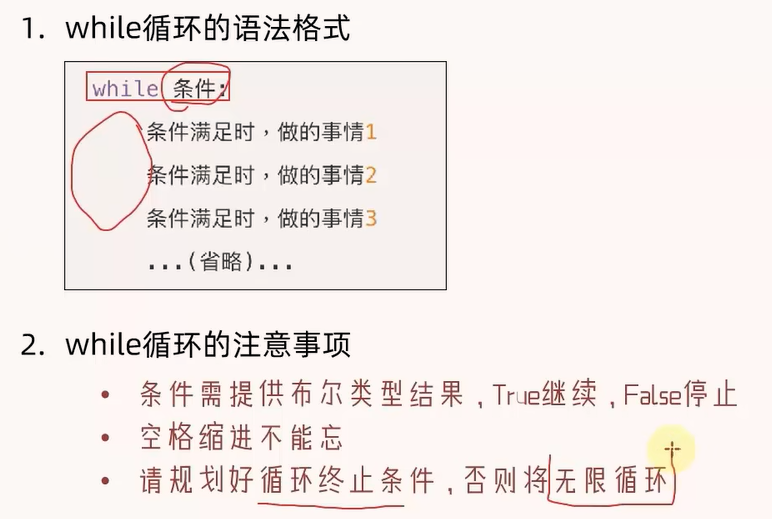 1. while循环的语法格式
while 条件:
条件满足时，做的事情1
条件满足时，做的事情2
条件满足时，做的事情3
...(省略)...
2. while循环的注意事项
• 条件需提供布尔类型结果，True继续，False停止
• 空格缩进不能忘
• 请规划好循环终止条件，否则将无限循环